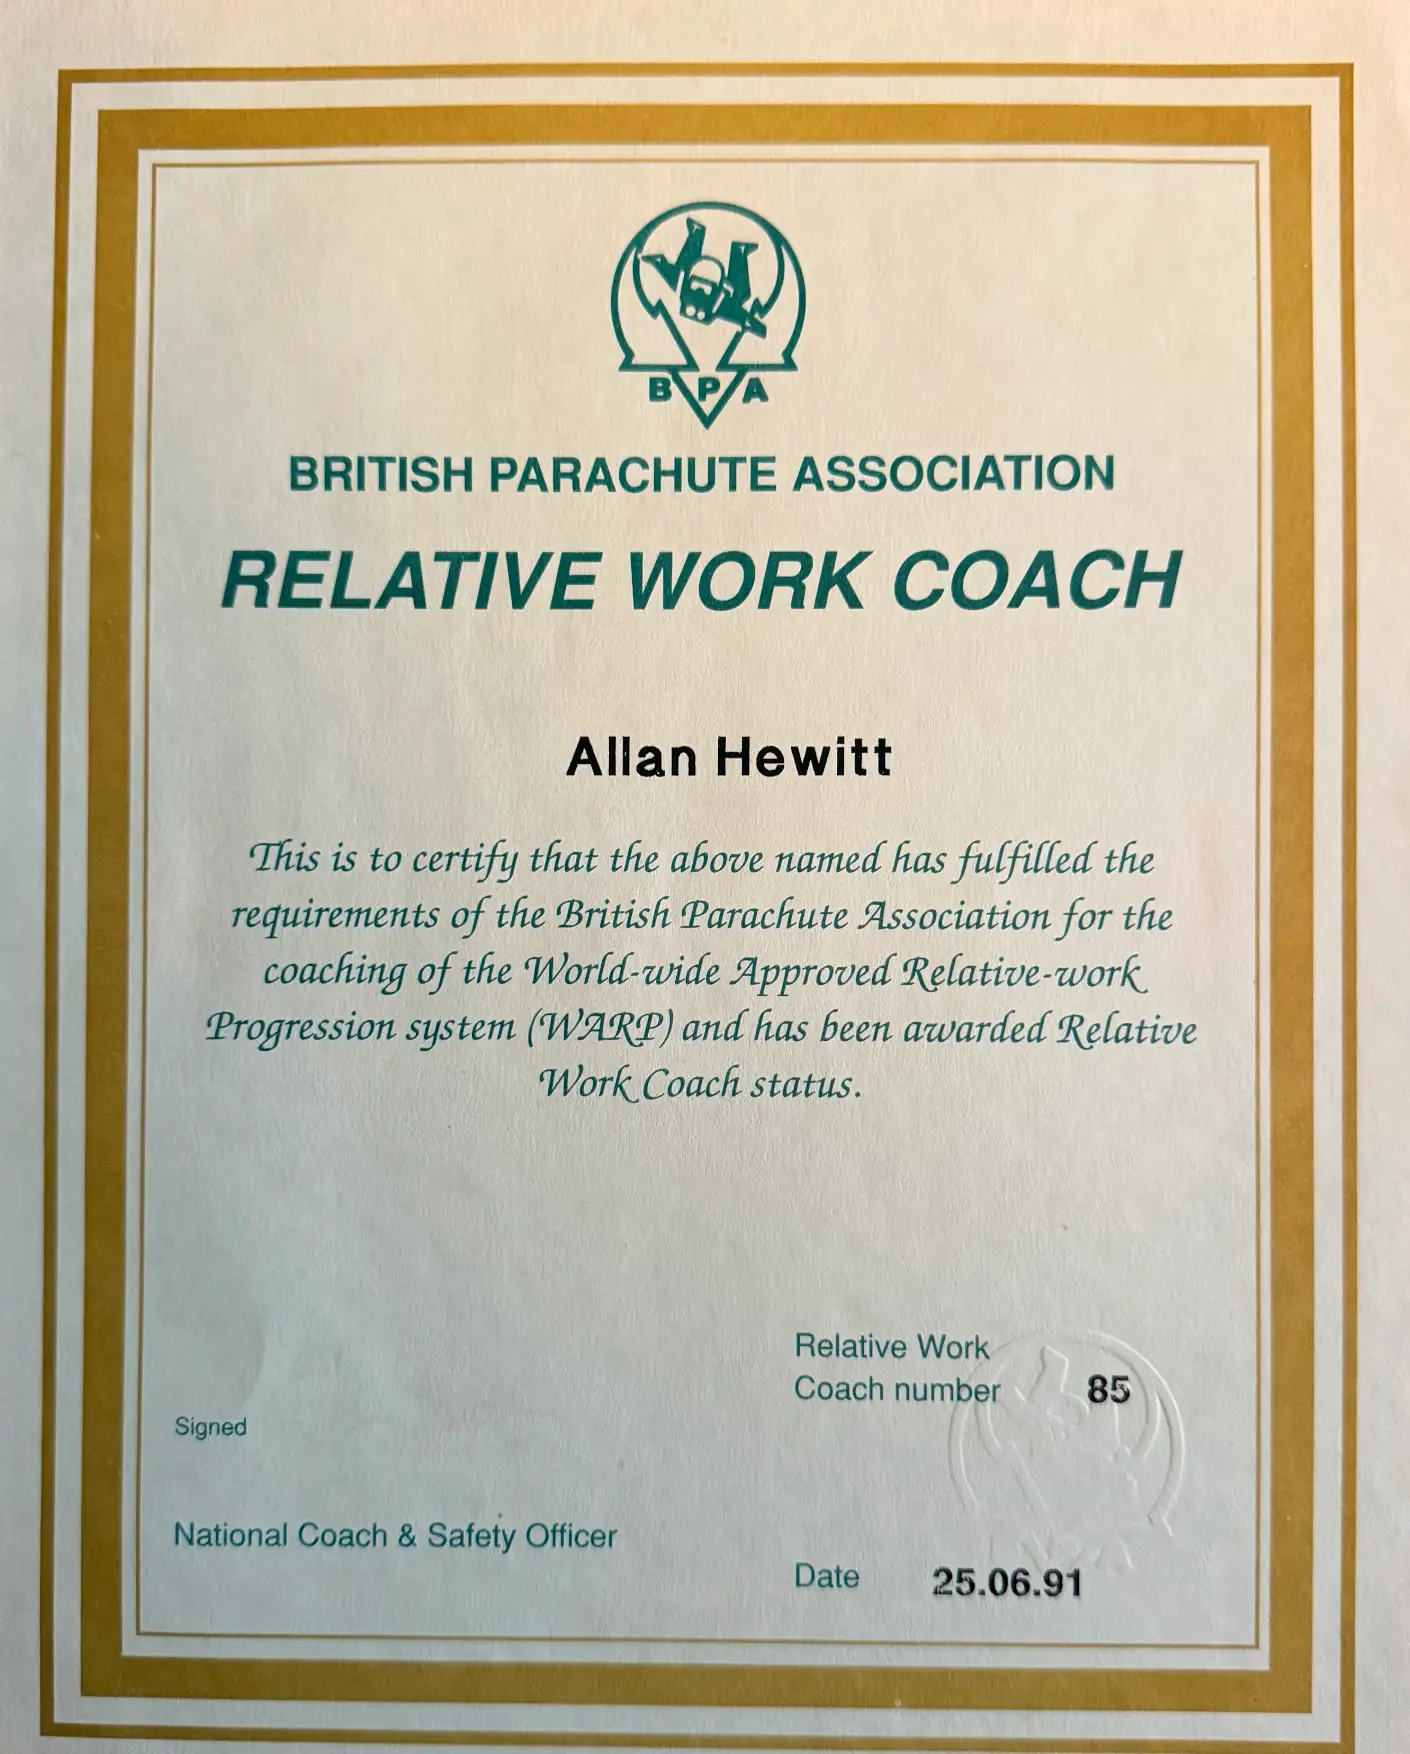 B P A
BRITISH PARACHUTE ASSOCIATION
RELATIVE WORK COACH
Allan Hewitt
This is to certify that the above named has fulfilled the
requirements of the British Parachute Association for the
coaching of the World-wide Approved Relative-work
Progression system (WARP) and has been awarded Relative
Work Coach status.
Relative Work
Coach number 85
Signed
National Coach & Safety Officer
Date 25.06.91